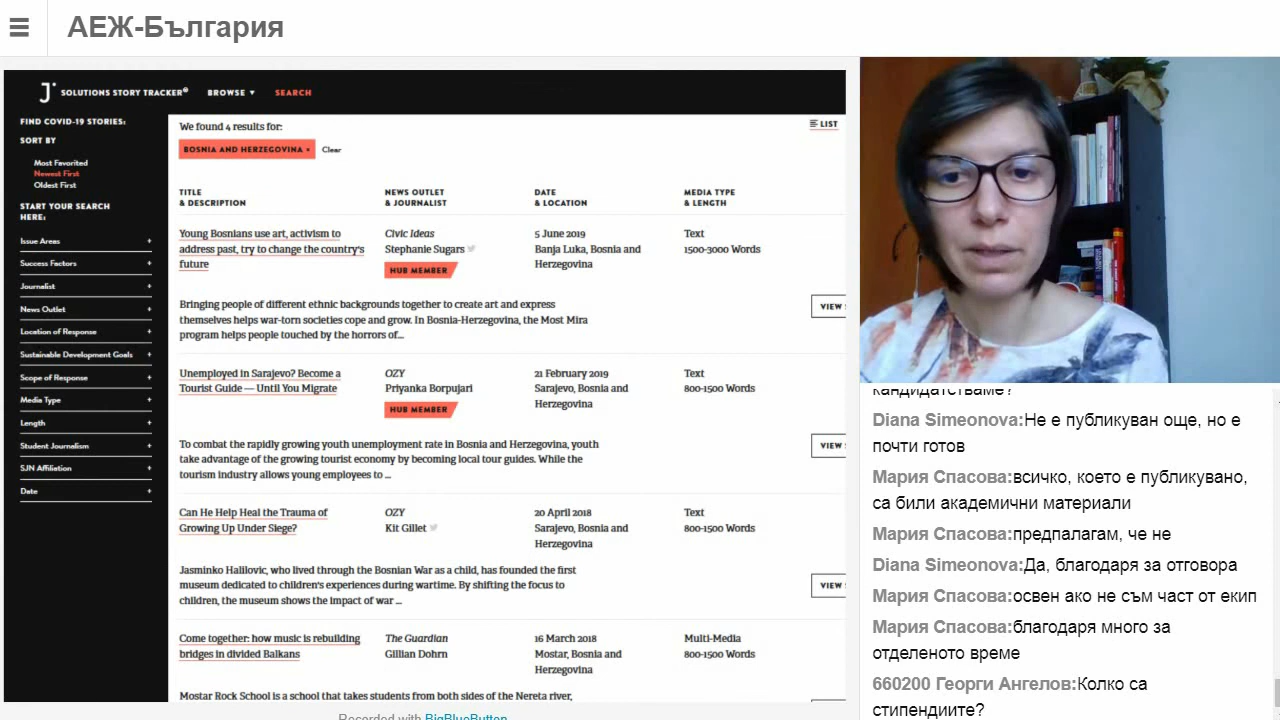 АЕЖ-България
J SOLUTIONS STORY TRACKER® BROWSE ▾ SEARCH
FIND COVID-19 STORIES:
SORT BY
Most Favorited
Newest First
Oldest First
START YOUR SEARCH
HERE:
Issue Areas +
Success Factors +
Journalist +
News Outlet +
Location of Response +
Sustainable Development Goals +
Scope of Response +
Media Type +
Length +
Student Journalism +
SJN Affiliation +
Date +
We found 4 results for:
LIST
BOSNIA AND HERZEGOVINA × Clear
TITLE
& DESCRIPTION
NEWS OUTLET
& JOURNALIST
DATE
& LOCATION
MEDIA TYPE
& LENGTH
Young Bosnians use art, activism to
address past, try to change the country's
future
Civic Ideas
Stephanie Sugars
HUB MEMBER
5 June 2019
Banja Luka, Bosnia and
Herzegovina
Text
1500-3000 Words
Bringing people of different ethnic backgrounds together to create art and express
themselves helps war-torn societies cope and grow. In Bosnia-Herzegovina, the Most Mira
program helps people touched by the horrors of...
VIEW
Unemployed in Sarajevo? Become a
Tourist Guide — Until You Migrate
OZY
Priyanka Borpujari
HUB MEMBER
21 February 2019
Sarajevo, Bosnia and
Herzegovina
Text
800-1500 Words
To combat the rapidly growing youth unemployment rate in Bosnia and Herzegovina, youth
take advantage of the growing tourist economy by becoming local tour guides. While the
tourism industry allows young employees to ...
VIEW
Can He Help Heal the Trauma of
Growing Up Under Siege?
OZY
Kit Gillet
20 April 2018
Sarajevo, Bosnia and
Herzegovina
Text
800-1500 Words
Jasminko Halilovic, who lived through the Bosnian War as a child, has founded the first
museum dedicated to children's experiences during wartime. By shifting the focus to
children, the museum shows the impact of war ...
VIEW
Come together: how music is rebuilding
bridges in divided Balkans
The Guardian
Gillian Dohrn
16 March 2018
Mostar, Bosnia and
Herzegovina
Multi-Media
800-1500 Words
Mostar Rock School is a school that takes students from both sides of the Nereta river,
Recorded with BigBlueButton
кандидатстваме?
Diana Simeonova:Не е публикуван още, но е
почти готов
Мария Спасова:всичко, което е публикувано,
са били академични материали
Мария Спасова:предпалагам, че не
Diana Simeonova:Да, благодаря за отговора
Мария Спасова:освен ако не съм част от екип
Мария Спасова:благодаря много за
отделеното време
660200 Георги Ангелов:Колко са
стипендиите?